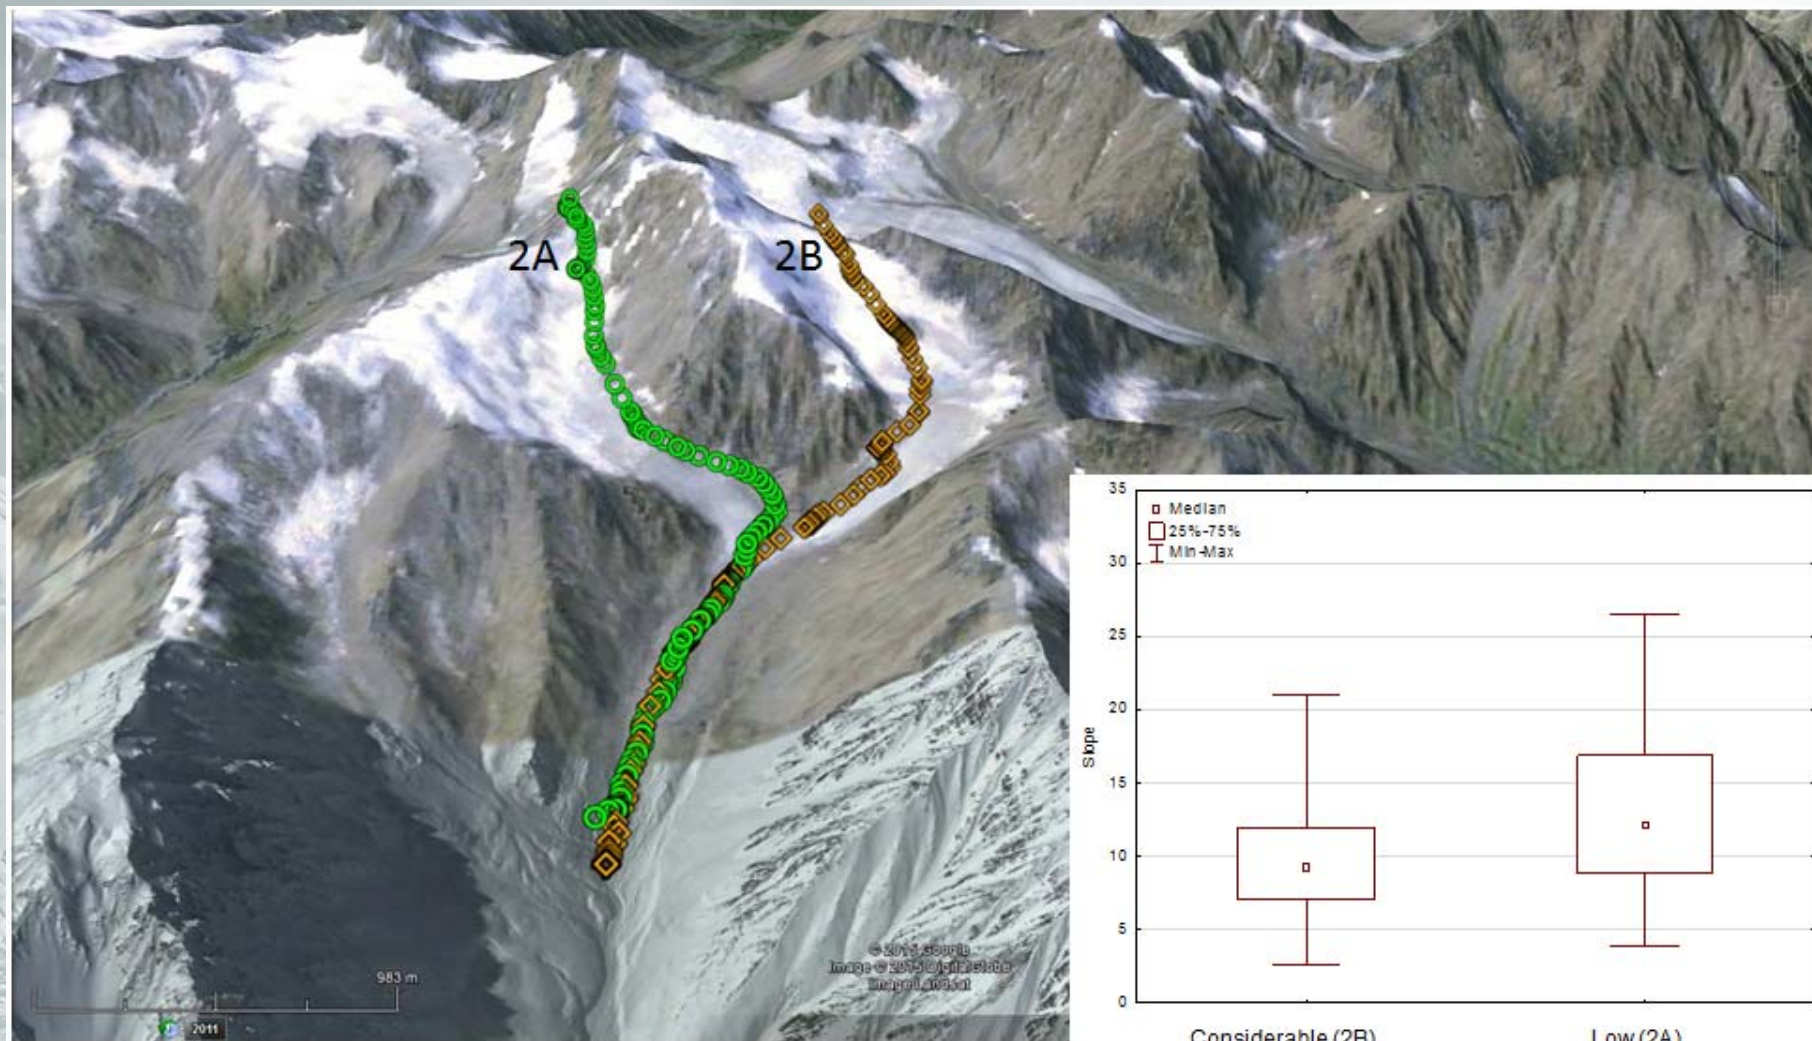 2A
2B
© 2015 Google
Image © 2015 DigitalGlobe
Image Landsat
983 m
2011
35
30
25
20
15
10
5
0
Slope
Median
25%-75%
Min-Max
Considerable (2B)
Low (2A)